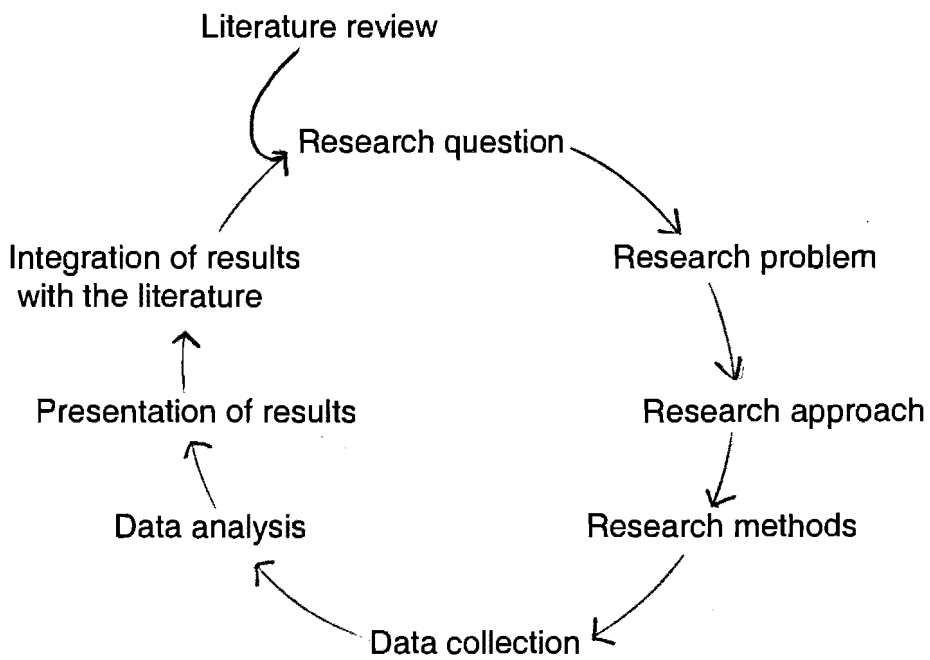 Literature review
Research question
Research problem
Research approach
Research methods
Data collection
Data analysis
Presentation of results
Integration of results
with the literature